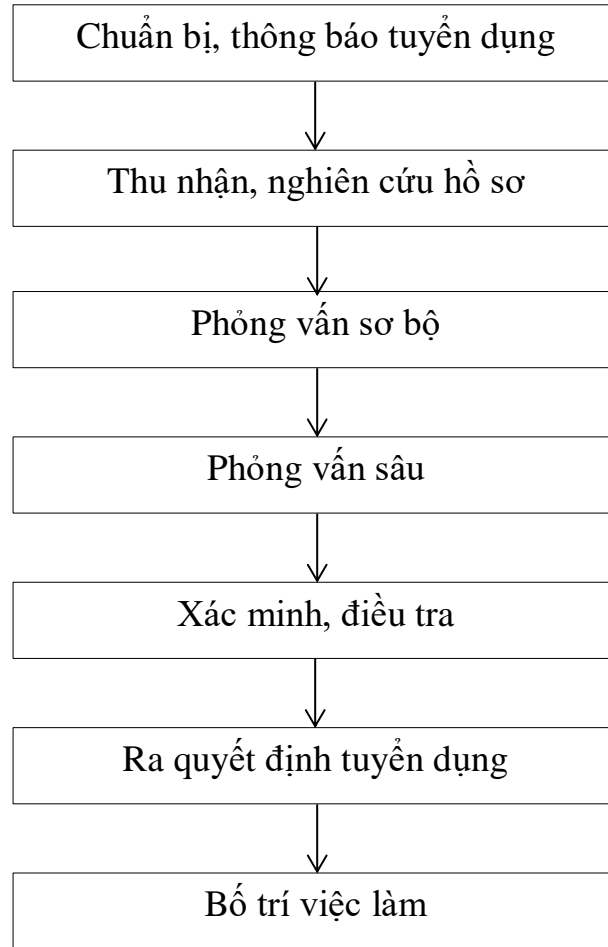 Chuẩn bị, thông báo tuyển dụng
Thu nhận, nghiên cứu hồ sơ
Phỏng vấn sơ bộ
Phỏng vấn sâu
Xác minh, điều tra
Ra quyết định tuyển dụng
Bố trí việc làm